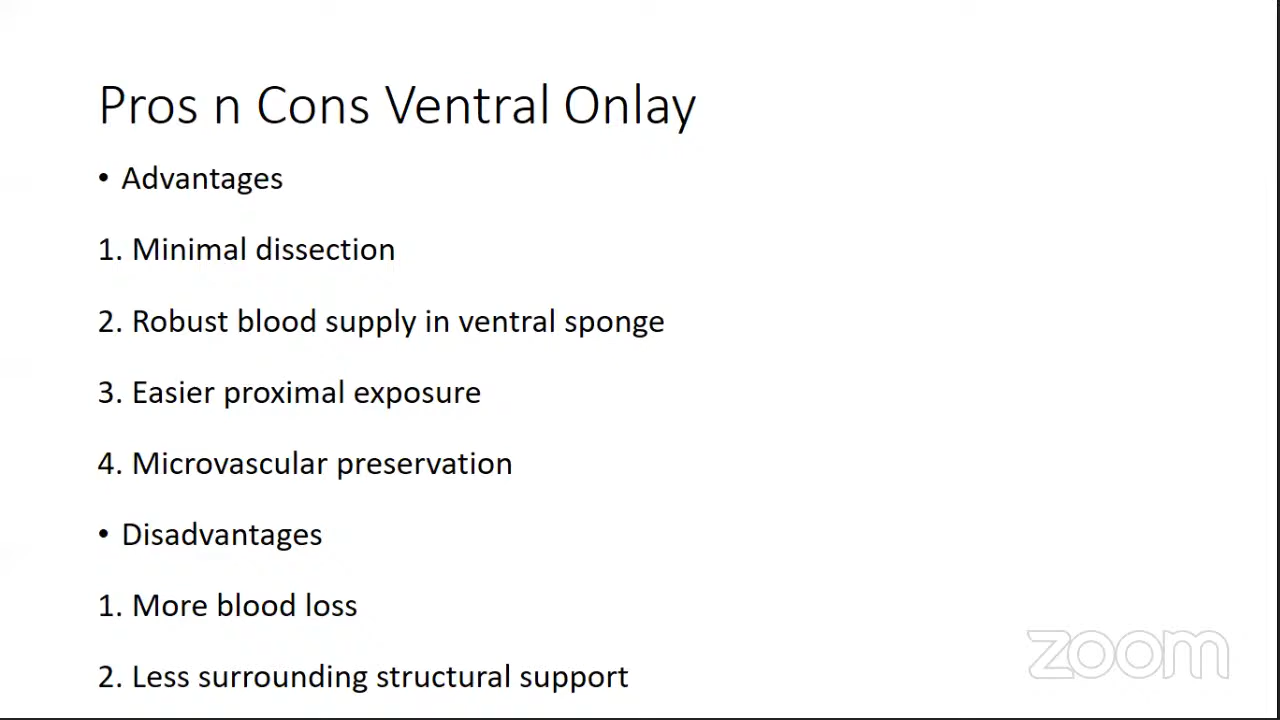 Pros n Cons Ventral Onlay
• Advantages
1. Minimal dissection
2. Robust blood supply in ventral sponge
3. Easier proximal exposure
4. Microvascular preservation
• Disadvantages
1. More blood loss
2. Less surrounding structural support
zoom